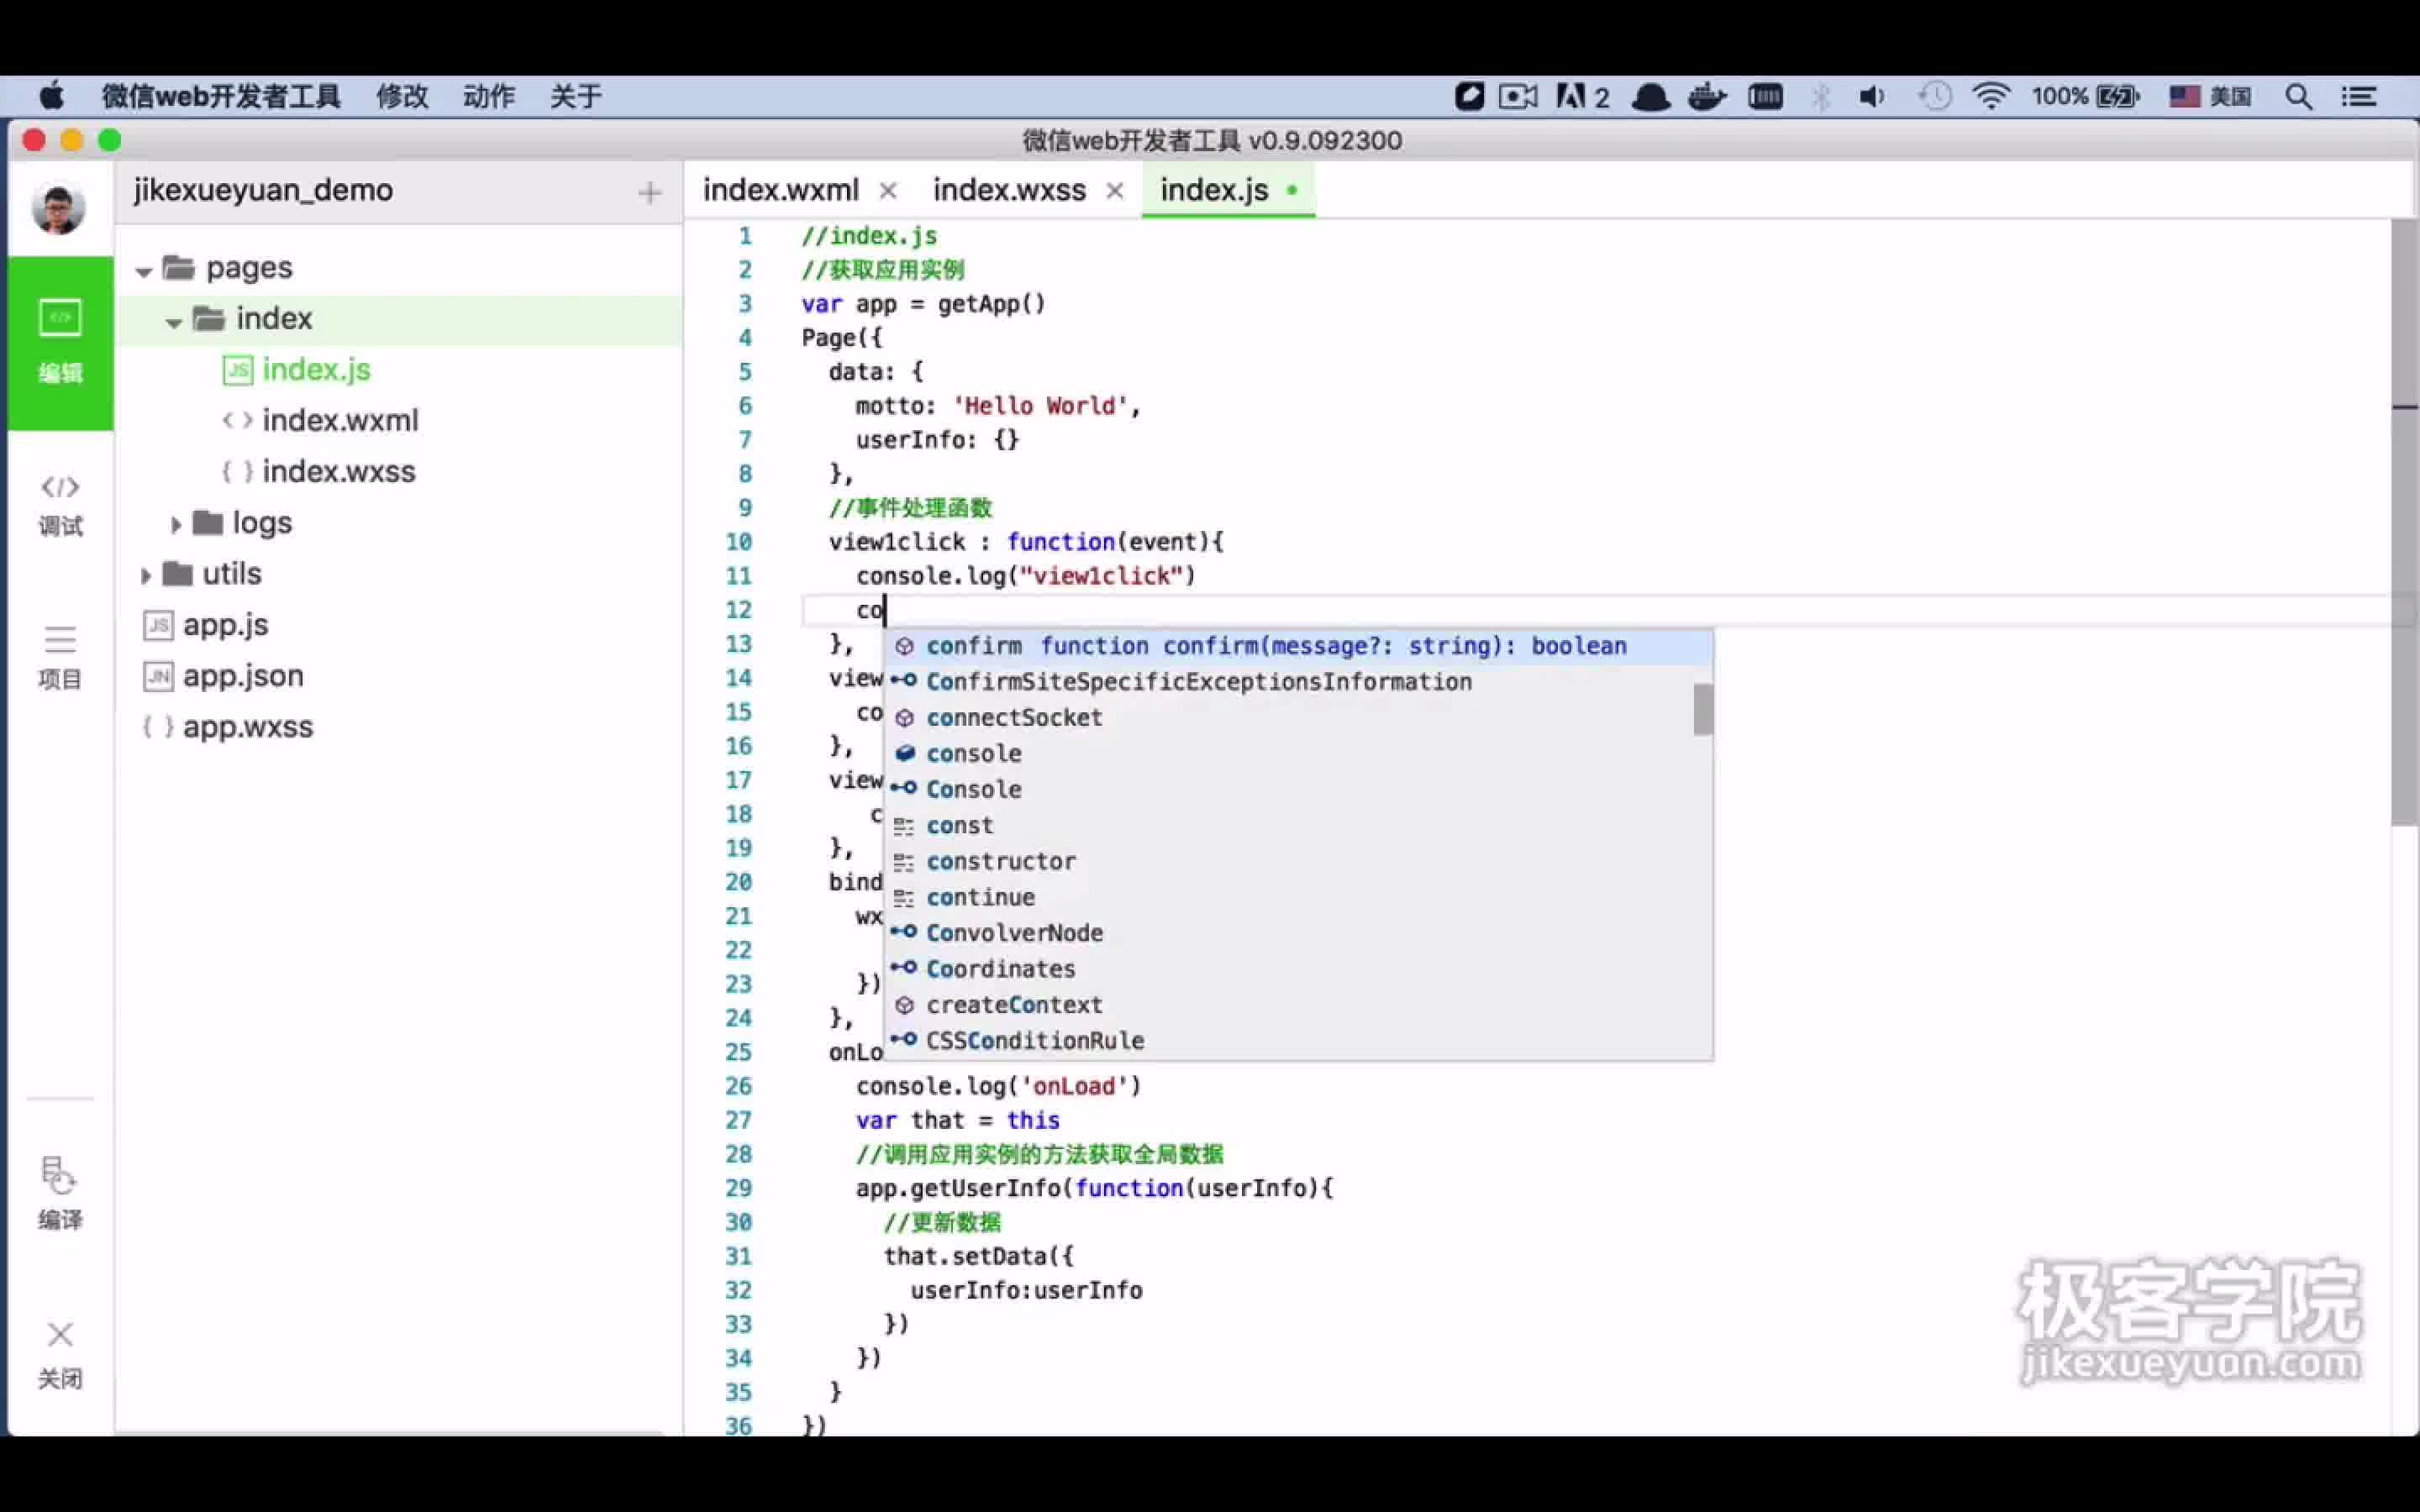 微信web开发者工具 修改 动作 关于 2 100% 美国
微信web开发者工具 v0.9.092300
jikexueyuan_demo
index.wxml
index.wxss
index.js
编辑
调试
项目
编译
关闭
pages
index
JS index.js
index.wxml
index.wxss
logs
utils
JS app.js
JN app.json
app.wxss
1 //index.js
2 //获取应用实例
3 var app = getApp()
4 Page({
5 data: {
6 motto: 'Hello World',
7 userInfo: {}
8 },
9 //事件处理函数
10 view1click : function(event){
11 console.log("view1click")
12 co
13 },
14 view
15 co
16 },
17 view
18 c
19 },
20 bind
21 wx
22
23 })
24 },
25 onLo
26 console.log('onLoad')
27 var that = this
28 //调用应用实例的方法获取全局数据
29 app.getUserInfo(function(userInfo){
30 //更新数据
31 that.setData({
32 userInfo:userInfo
33 })
34 })
35 }
36 })
confirm function confirm(message?: string): boolean
ConfirmSiteSpecificExceptionsInformation
connectSocket
console
Console
const
constructor
continue
ConvolverNode
Coordinates
createContext
CSSConditionRule
极客学院
jikexueyuan.com